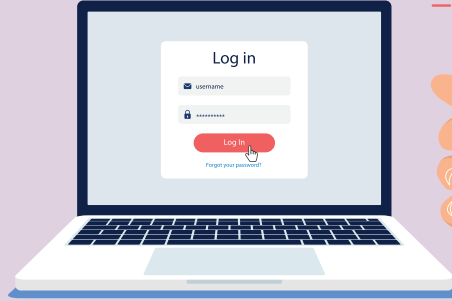 Log in
username
**********
Log In
Forgot your password?